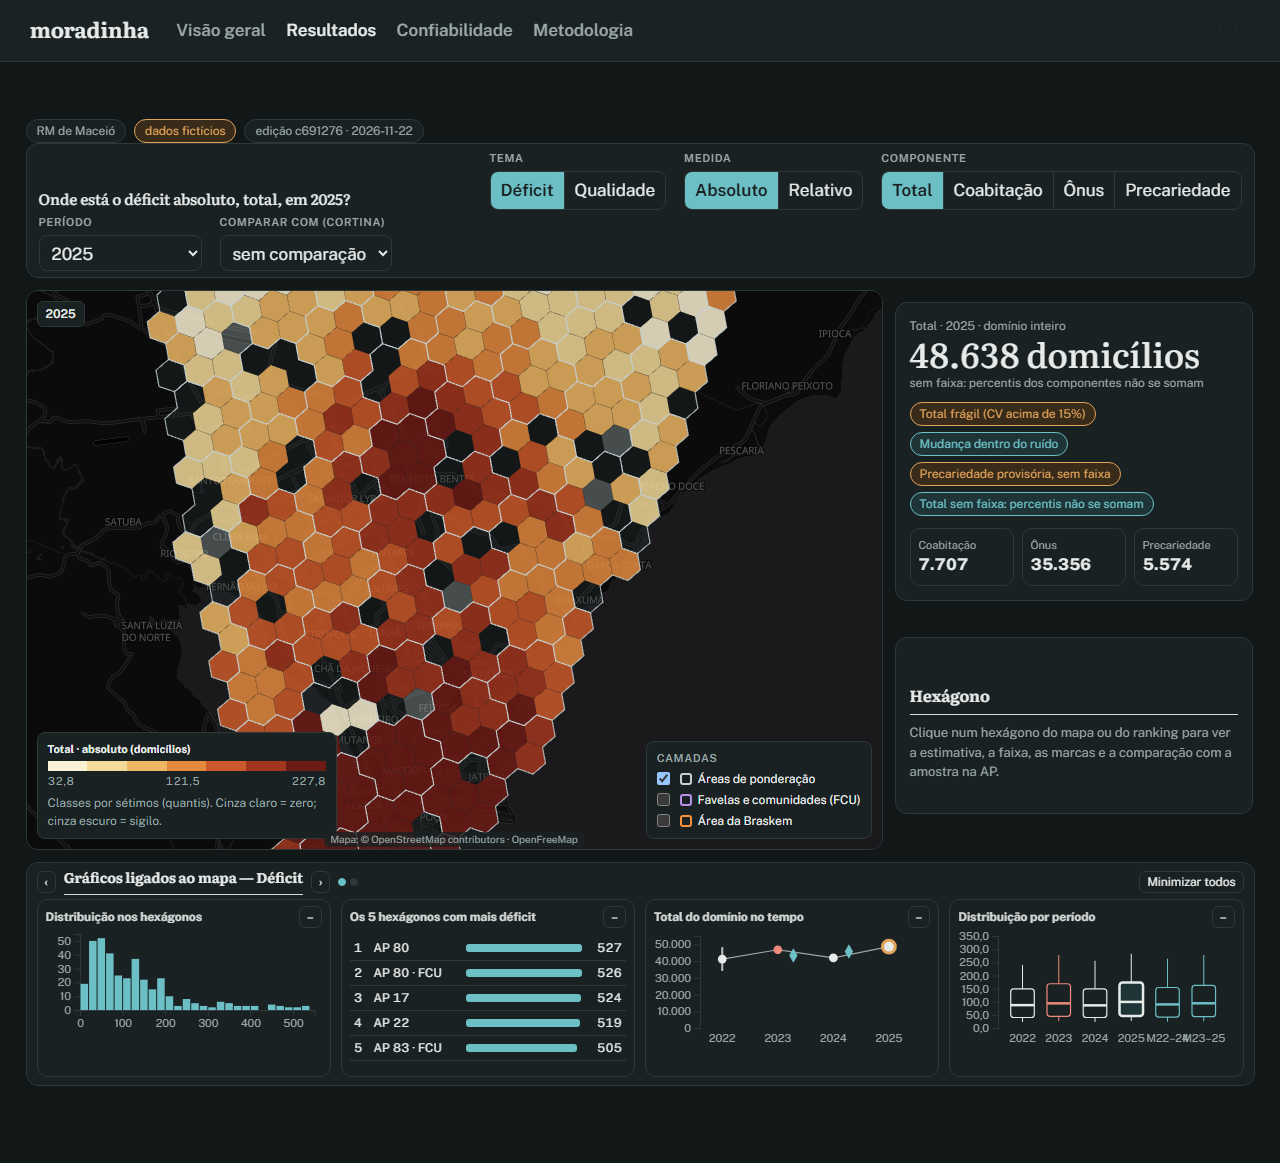 moradinha Visão geral Resultados Confiabilidade Metodologia
RM de Maceió dados fictícios edição c691276 · 2026-11-22
TEMA MEDIDA COMPONENTE
Déficit Qualidade Absoluto Relativo Total Coabitação Ônus Precariedade
Onde está o déficit absoluto, total, em 2025?
PERÍODO COMPARAR COM (CORTINA)
2025 sem comparação
2025
IPIOCA
FLORIANO PEIXOTO
PESCARIA
SATUBA
SANTA LUZIA
DO NORTE
Total · absoluto (domicílios)
32,8 121,5 227,8
Classes por sétimos (quantis). Cinza claro = zero;
cinza escuro = sigilo.
CAMADAS
Áreas de ponderação
Favelas e comunidades (FCU)
Área da Braskem
Mapa: © OpenStreetMap contributors · OpenFreeMap
Total · 2025 · domínio inteiro
48.638 domicílios
sem faixa: percentis dos componentes não se somam
Total frágil (CV acima de 15%)
Mudança dentro do ruído
Precariedade provisória, sem faixa
Total sem faixa: percentis não se somam
Coabitação Ônus Precariedade
7.707 35.356 5.574
Hexágono
Clique num hexágono do mapa ou do ranking para ver
a estimativa, a faixa, as marcas e a comparação com a
amostra na AP.
‹ Gráficos ligados ao mapa — Déficit › Minimizar todos
Distribuição nos hexágonos –
50
40
30
20
10
0
0 100 200 300 400 500
Os 5 hexágonos com mais déficit –
1 AP 80 527
2 AP 80 · FCU 526
3 AP 17 524
4 AP 22 519
5 AP 83 · FCU 505
Total do domínio no tempo –
50.000
40.000
30.000
20.000
10.000
0
2022 2023 2024 2025
Distribuição por período –
350,0
300,0
250,0
200,0
150,0
100,0
50,0
0,0
2022 2023 2024 2025 M22–24 M23–25